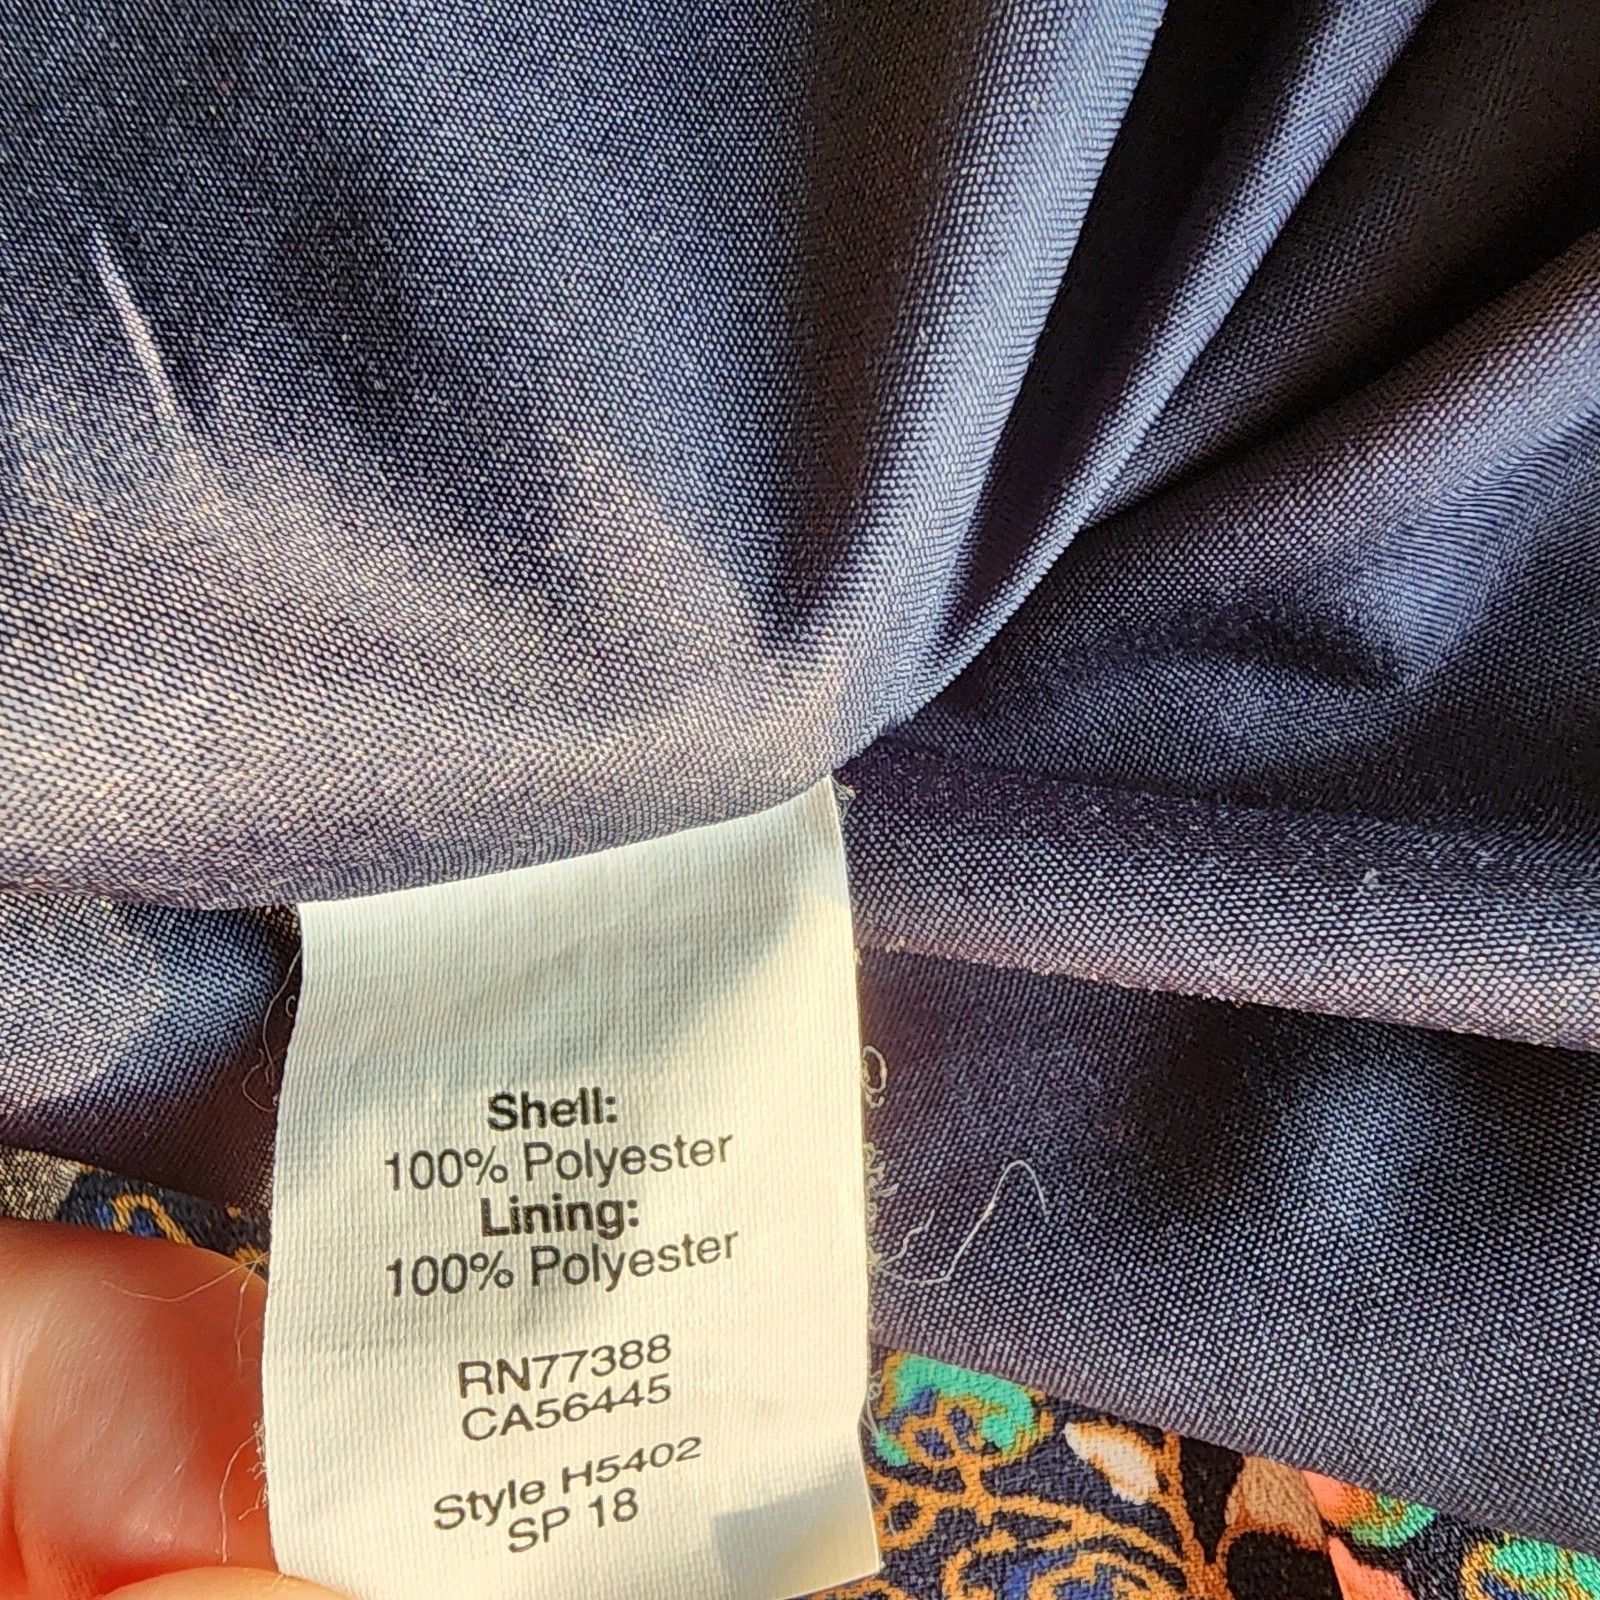 Shell:
100% Polyester
Lining:
100% Polyester
RN77388
CA56445
Style H5402
SP 18